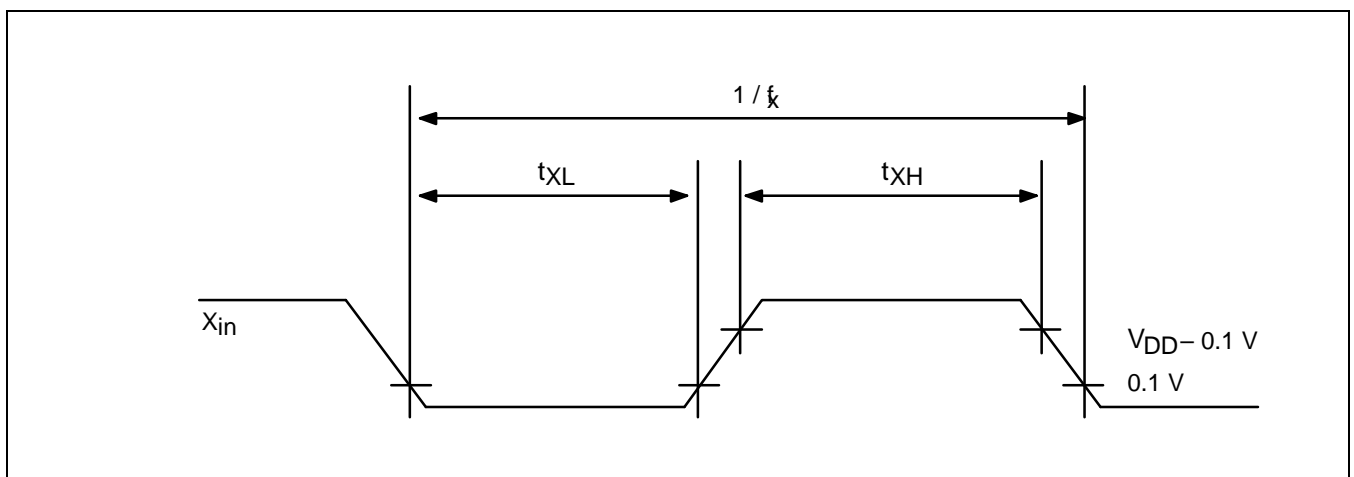 1 / fx
tXL
tXH
Xin
VDD – 0.1 V
0.1 V